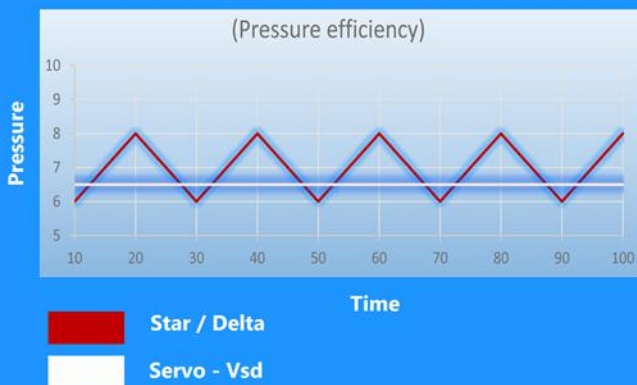 (Pressure efficiency)
Pressure
10
9
8
7
6
5
10 20 30 40 50 60 70 80 90 100
Time
Star / Delta
Servo - Vsd